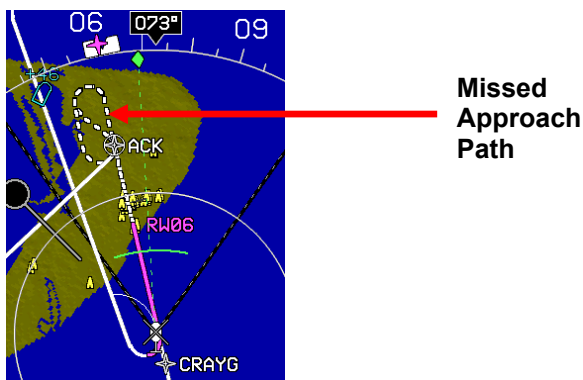 06 073° 09
+46
ACK
RW06
CRAYG
Missed
Approach
Path